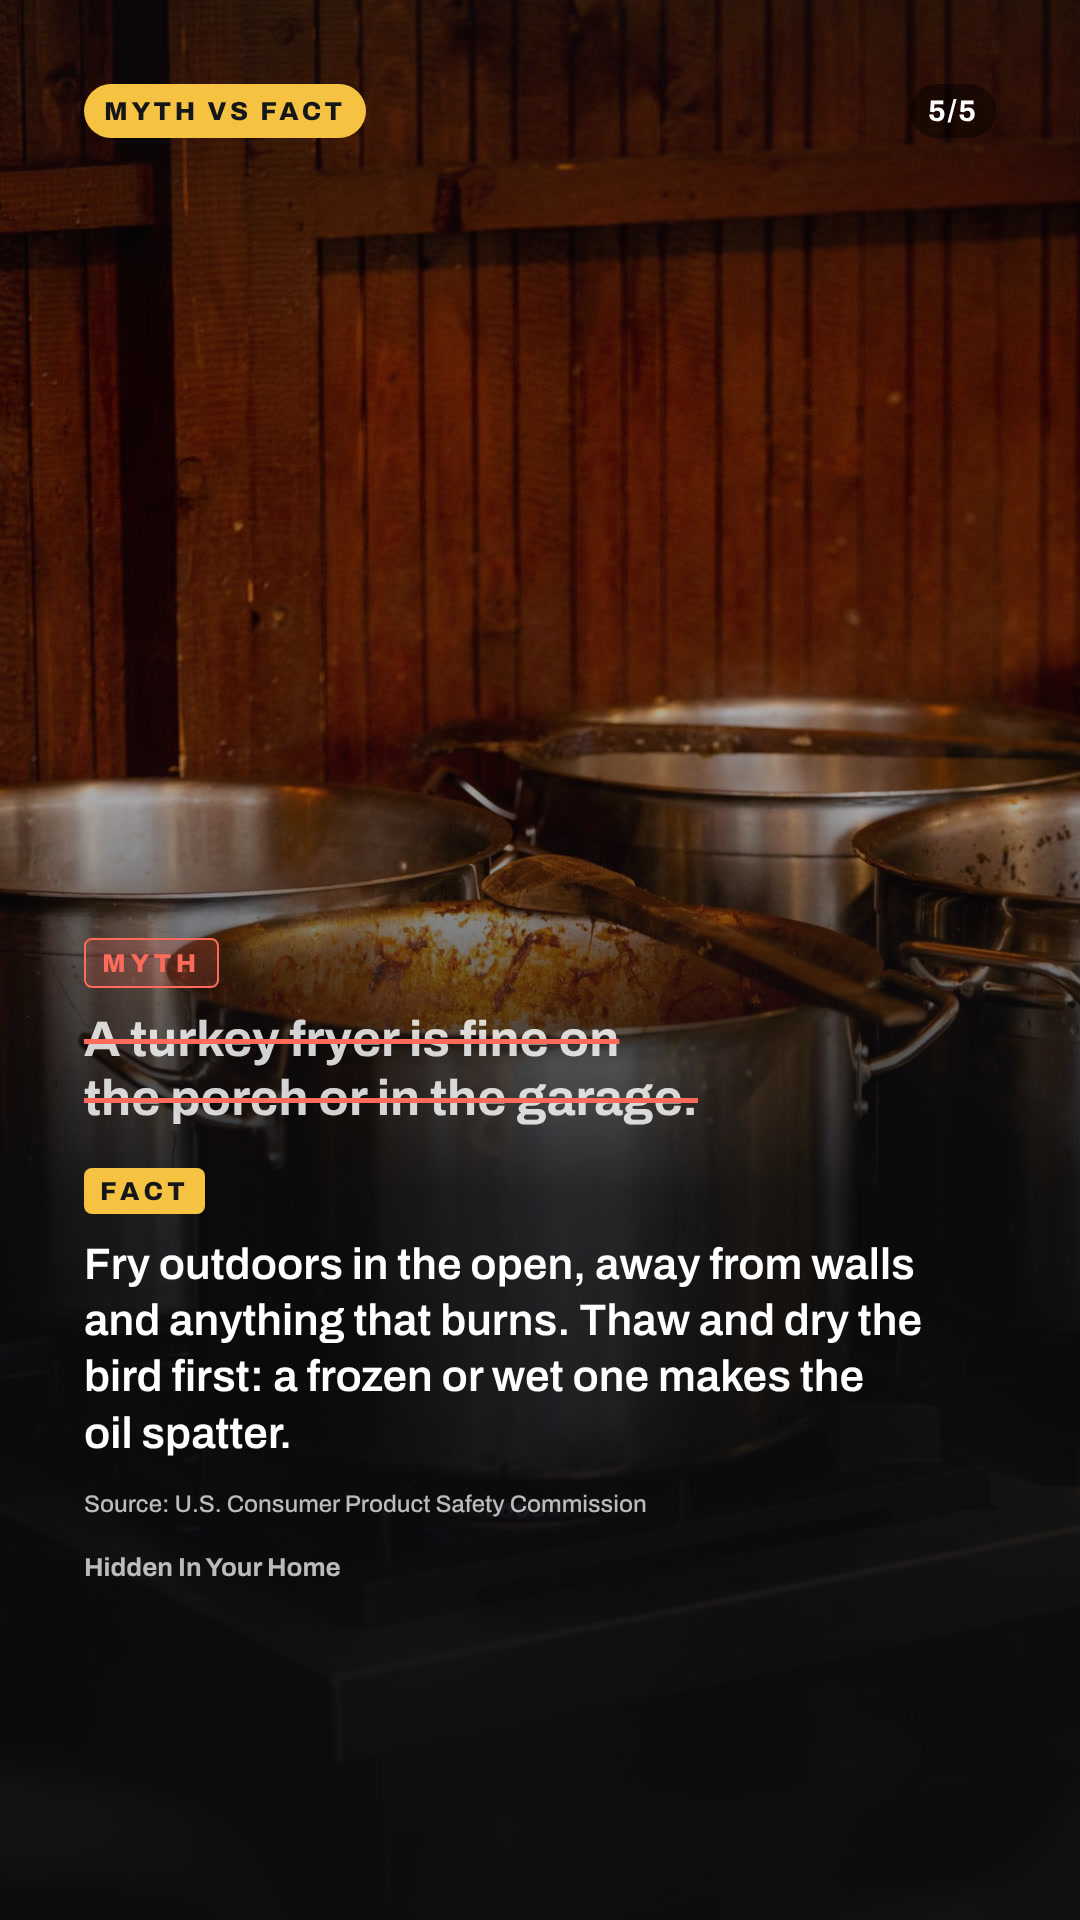 MYTH VS FACT
5/5
MYTH
A turkey fryer is fine on
the porch or in the garage.
FACT
Fry outdoors in the open, away from walls
and anything that burns. Thaw and dry the
bird first: a frozen or wet one makes the
oil spatter.
Source: U.S. Consumer Product Safety Commission
Hidden In Your Home